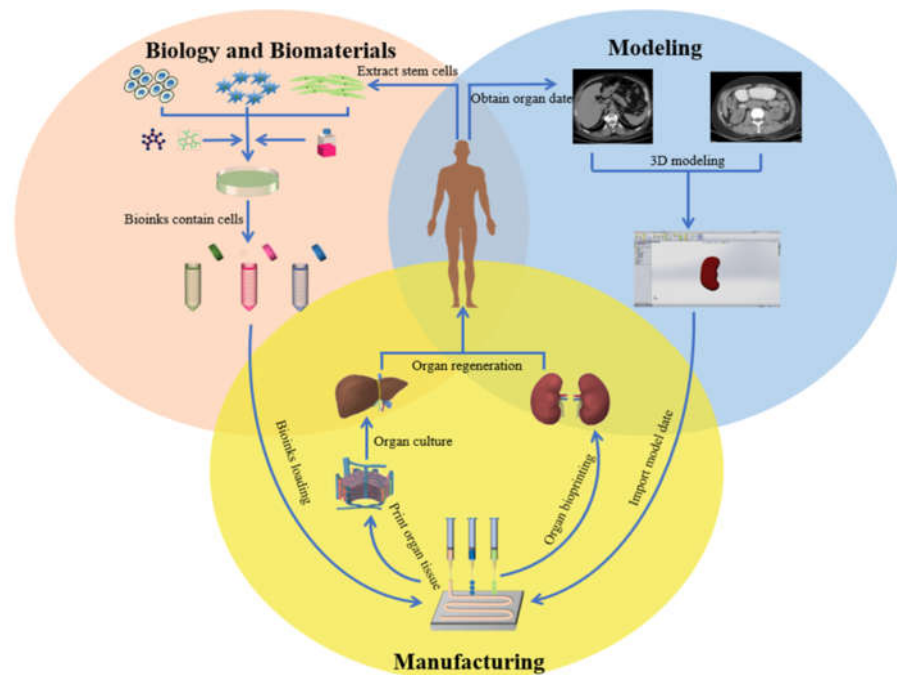 Biology and Biomaterials
Modeling
Extract stem cells
Obtain organ date
3D modeling
Bioinks contain cells
Organ regeneration
Organ culture
Bioinks loading
Print organ tissue
Organ bioprinting
Import model date
Manufacturing